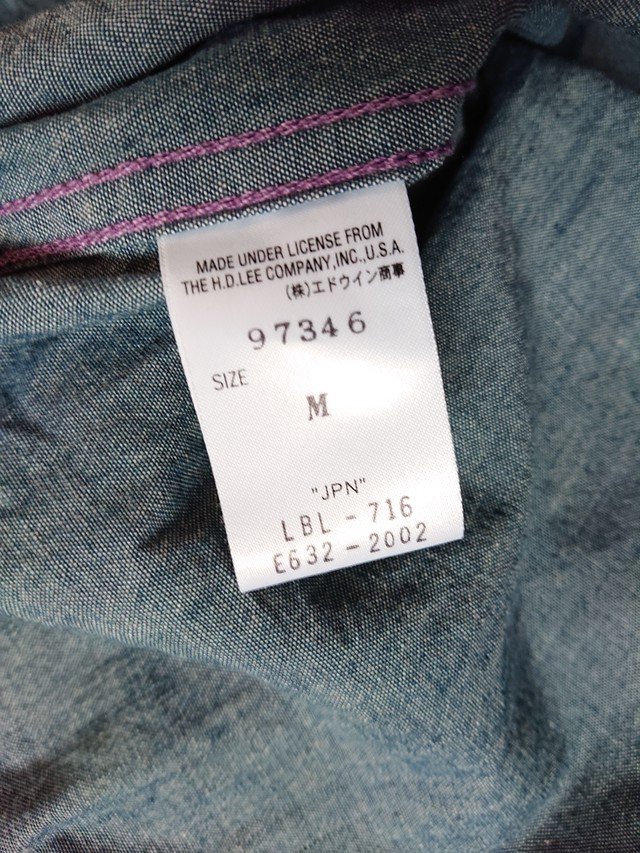 MADE UNDER LICENSE FROM
THE H.D.LEE COMPANY,INC.,U.S.A.
(株)エドウイン商事
97346
SIZE
M
"JPN"
LBL-716
E632-2002